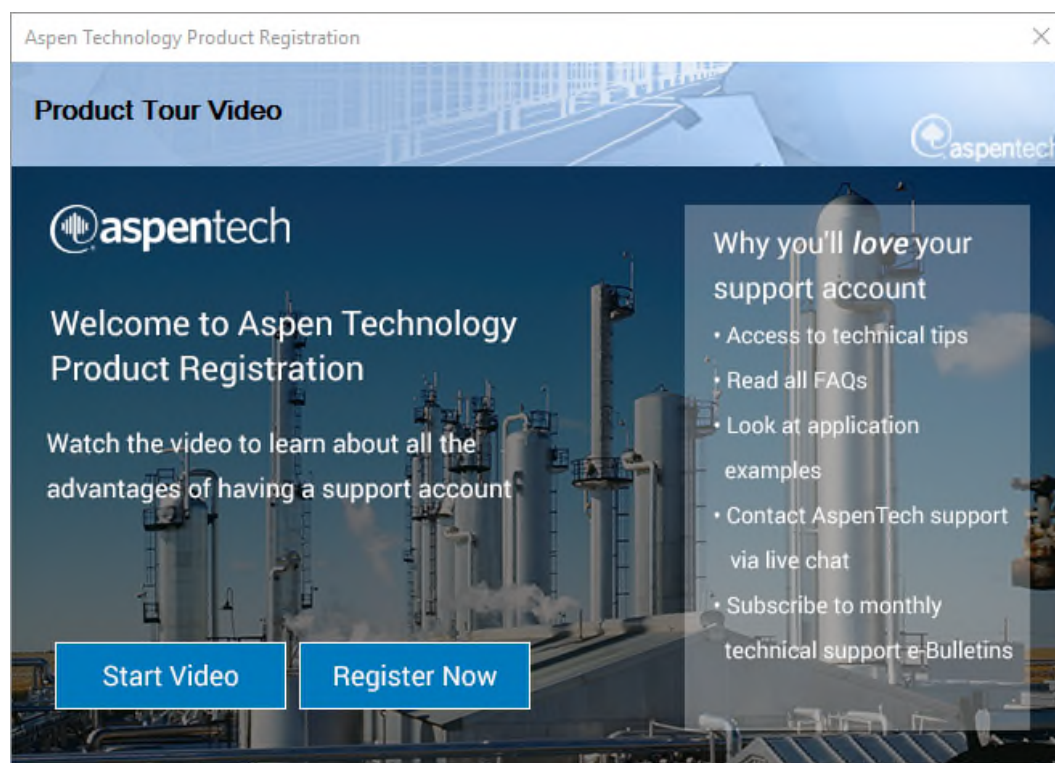 Aspen Technology Product Registration
Product Tour Video
aspentech
aspentech
Welcome to Aspen Technology
Product Registration
Watch the video to learn about all the
advantages of having a support account
Start Video
Register Now
Why you'll love your
support account
• Access to technical tips
• Read all FAQs
• Look at application
examples
• Contact AspenTech support
via live chat
• Subscribe to monthly
technical support e-Bulletins